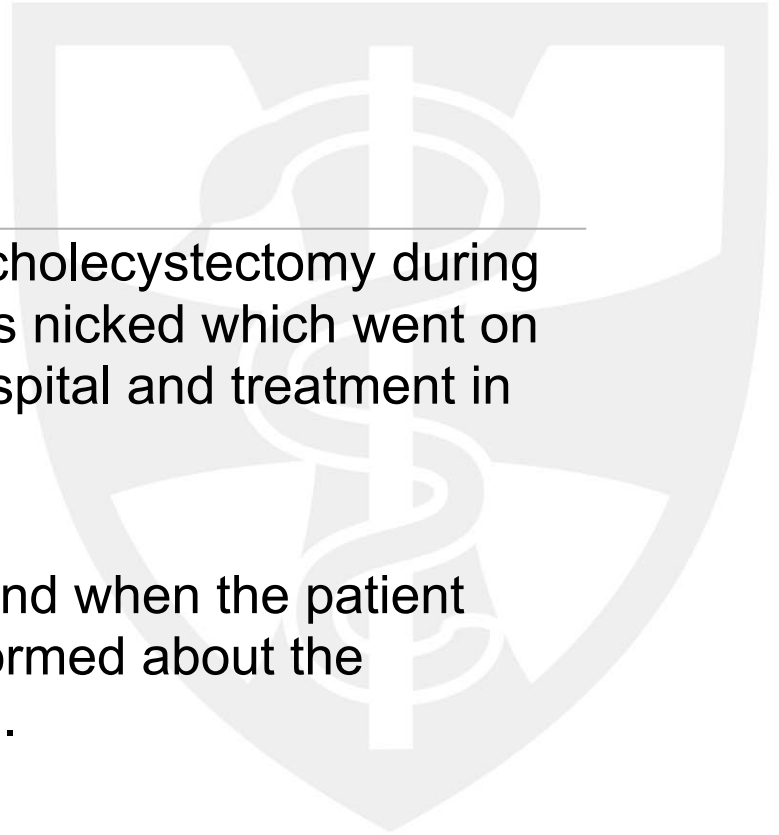 cholecystectomy during
s nicked which went on
spital and treatment in
nd when the patient
ormed about the
.